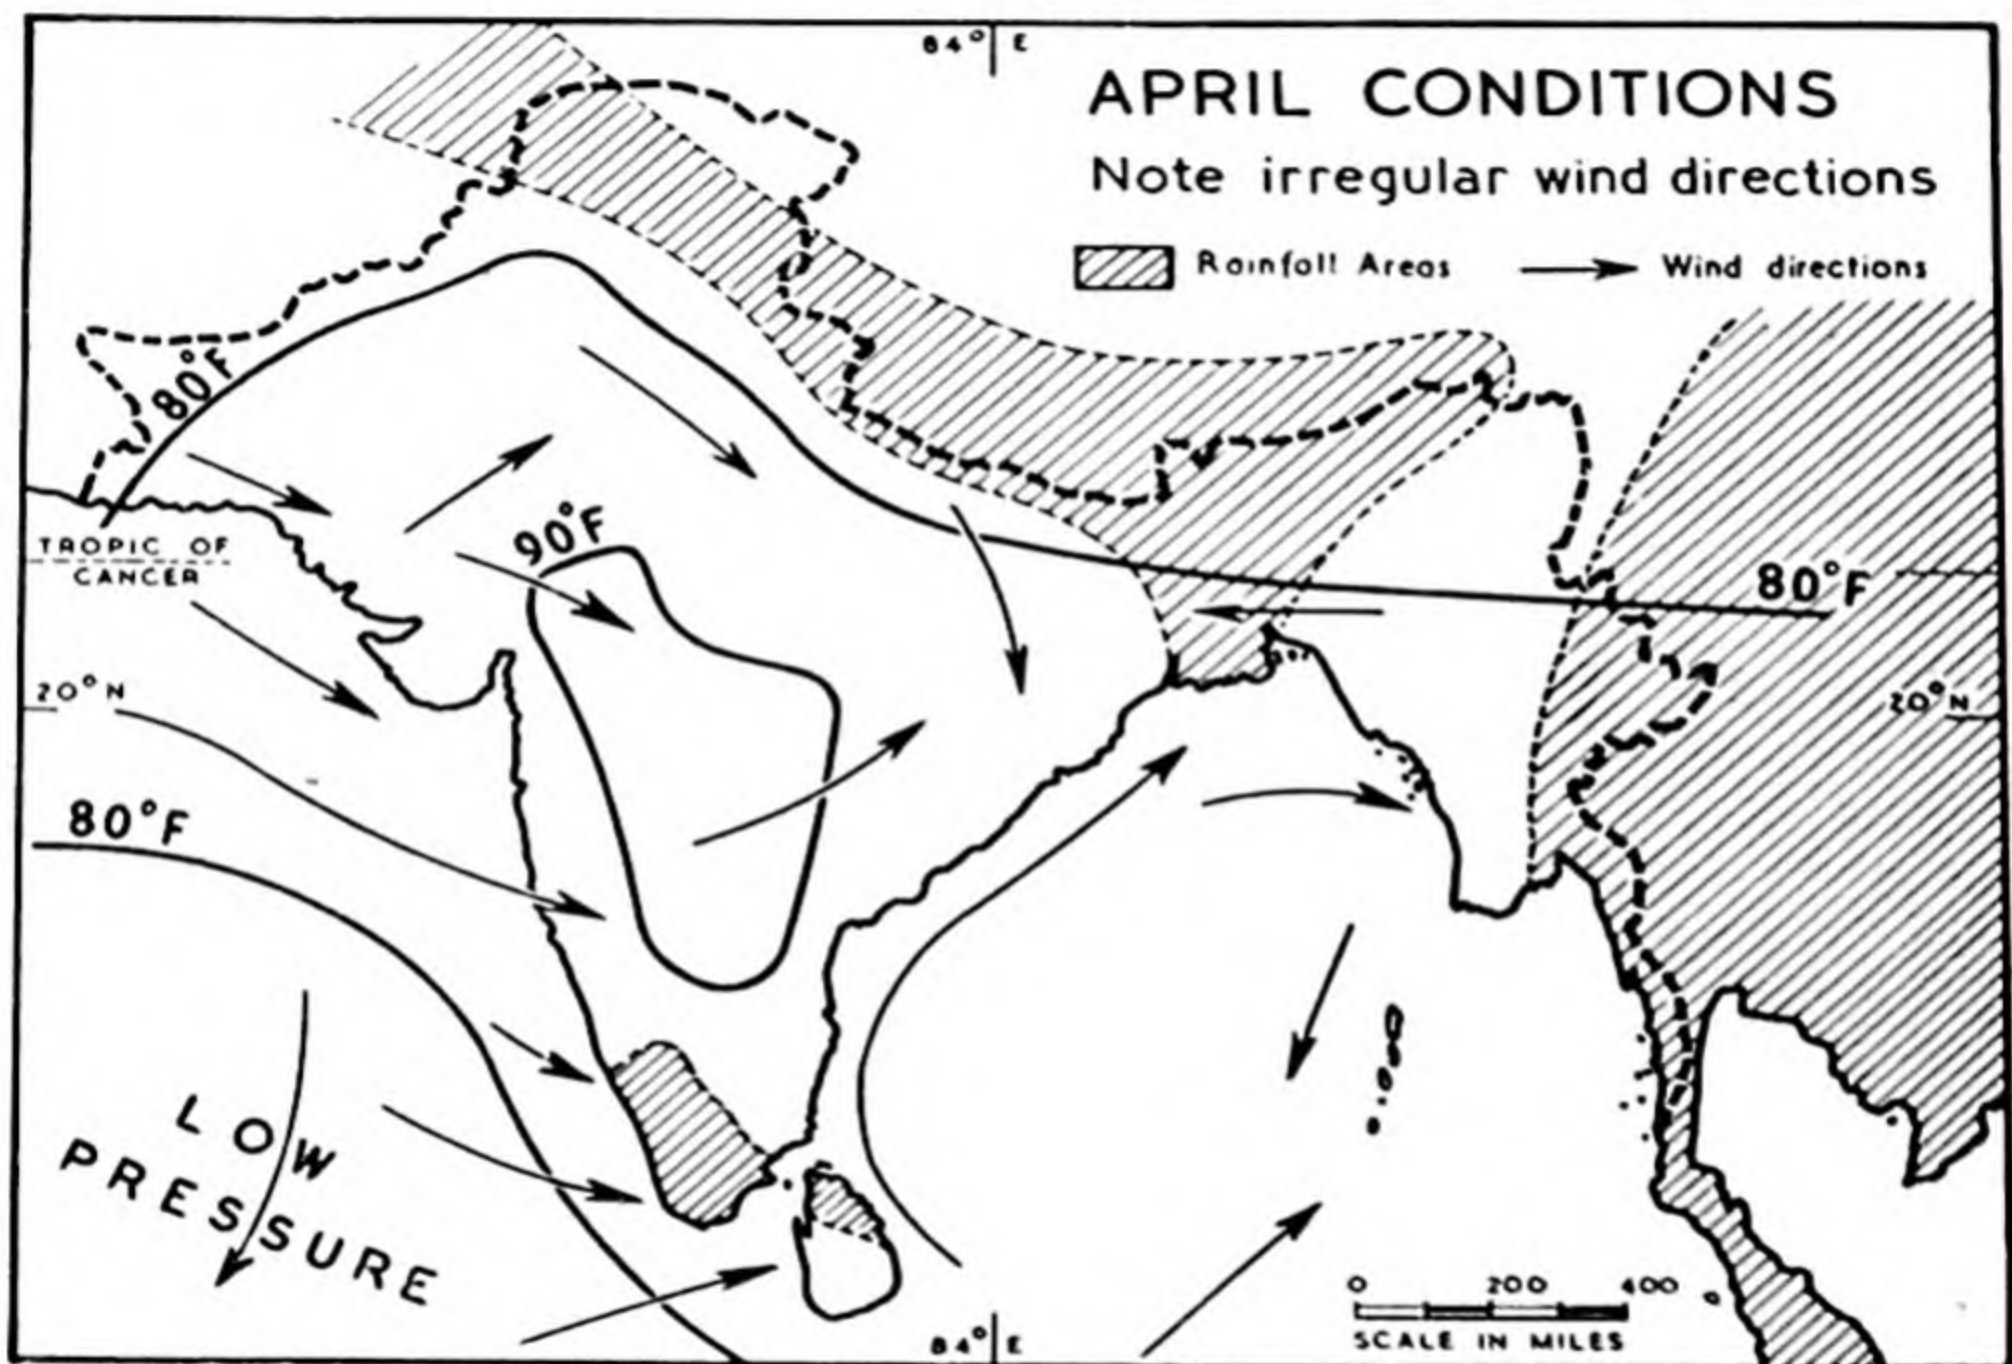 84° E
APRIL CONDITIONS
Note irregular wind directions
Rainfall Areas
Wind directions
80°F
90°F
TROPIC OF
CANCER
80°F
20°N
20°N
80°F
LOW
PRESSURE
0 200 400
SCALE IN MILES
84° E